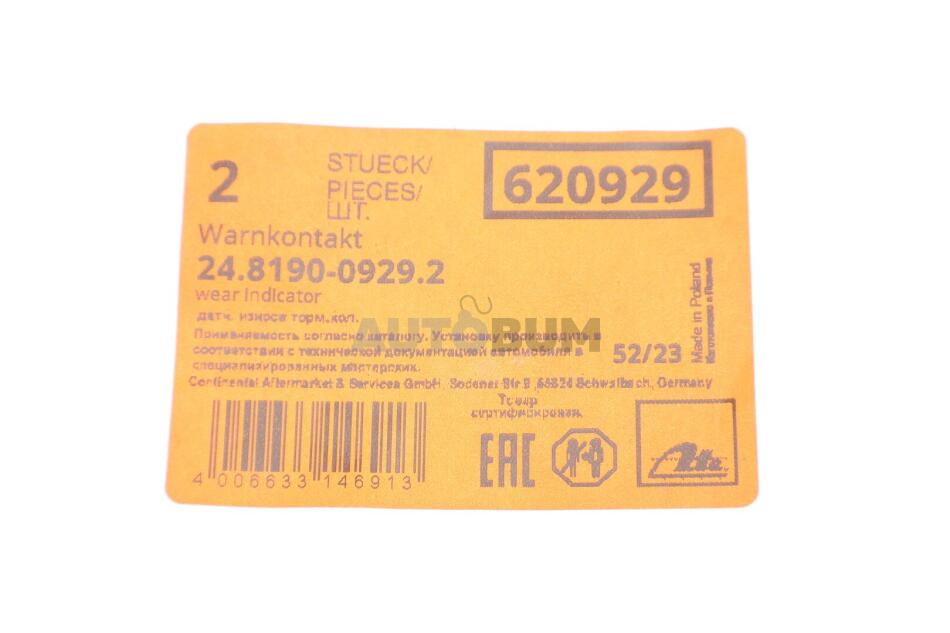 2
STUECK/
PIECES/
ШТ.
620929
Warnkontakt
24.8190-0929.2
wear indicator
датч. износа торм.кол.
AUTOBUM
Применяемость согласно каталогу. Установку производить в
соответствии с технической документацией автомобиля в
специализированных мастерских.
Continental Aftermarket & Services GmbH, Sodener Str.9, 65824 Schwalbach, Germany
52/23
Made in Poland
Изготовлено в Польше
Товар
сертифицирован.
4 006633 146913
EAC
Ate